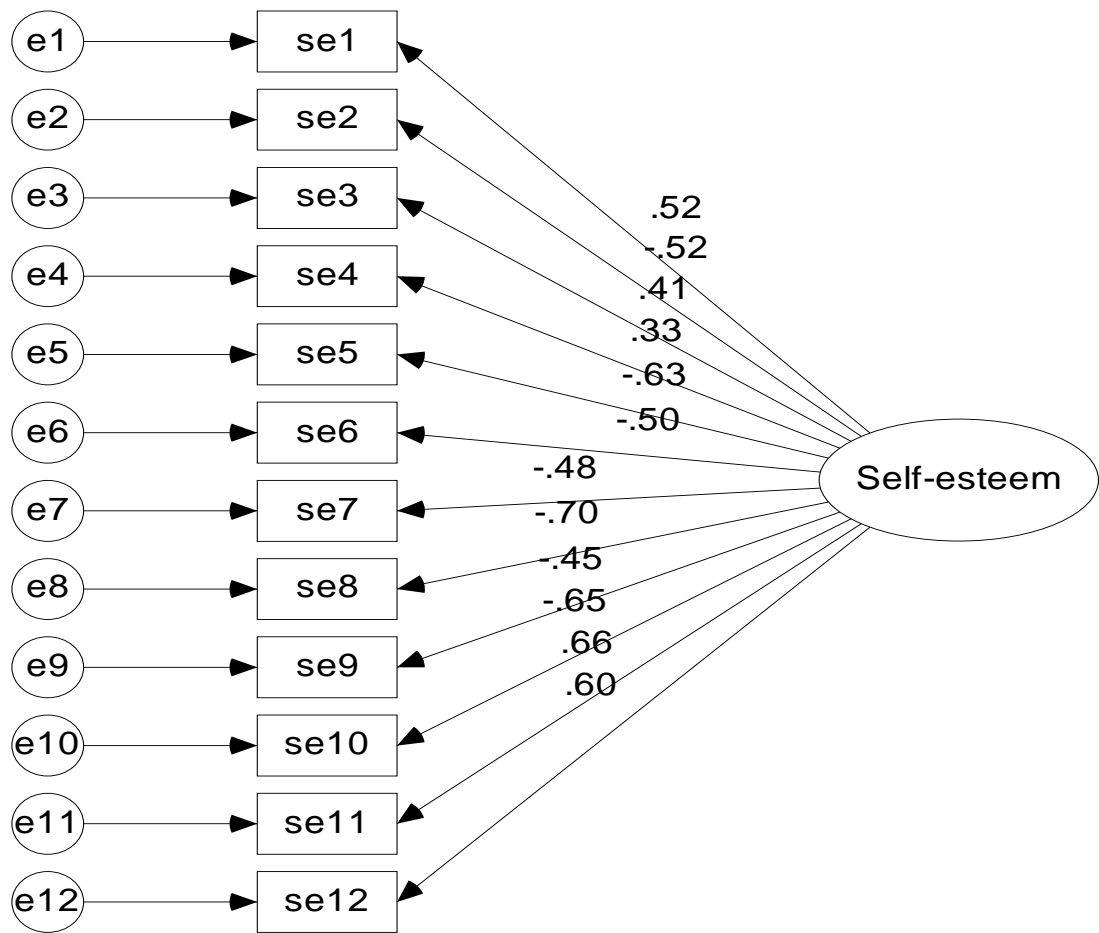 e1 se1
e2 se2
e3 se3
.52
-.52
e4 se4
.41
.33
e5 se5
-.63
-.50
e6 se6
-.48
Self-esteem
e7 se7
-.70
-.45
e8 se8
-.65
.66
e9 se9
.60
e10 se10
e11 se11
e12 se12